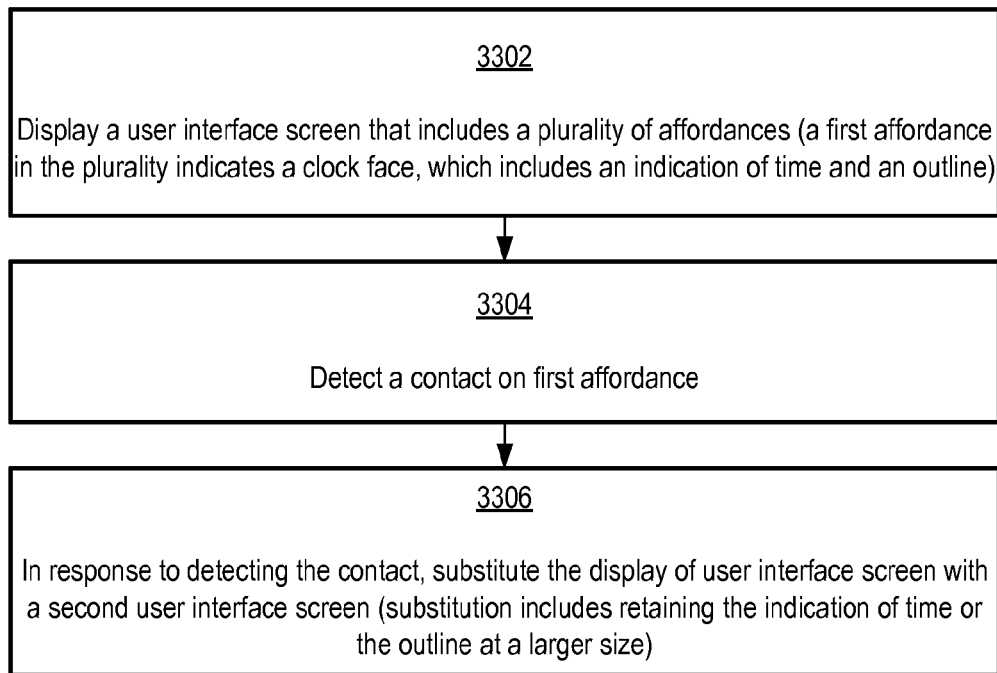 3302
Display a user interface screen that includes a plurality of affordances (a first affordance
in the plurality indicates a clock face, which includes an indication of time and an outline)
3304
Detect a contact on first affordance
3306
In response to detecting the contact, substitute the display of user interface screen with
a second user interface screen (substitution includes retaining the indication of time or
the outline at a larger size)